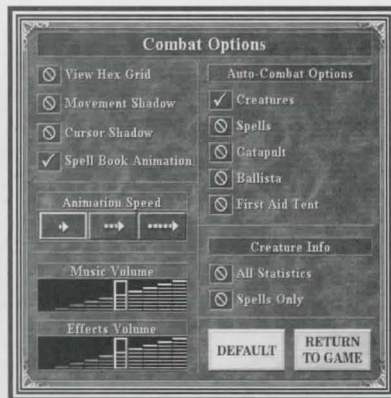 Combat Options
View Hex Grid
Movement Shadow
Cursor Shadow
Spell Book Animation
Animation Speed
Music Volume
Effects Volume
Auto-Combat Options
Creatures
Spells
Catapult
Ballista
First Aid Tent
Creature Info
All Statistics
Spells Only
DEFAULT
RETURN
TO GAME